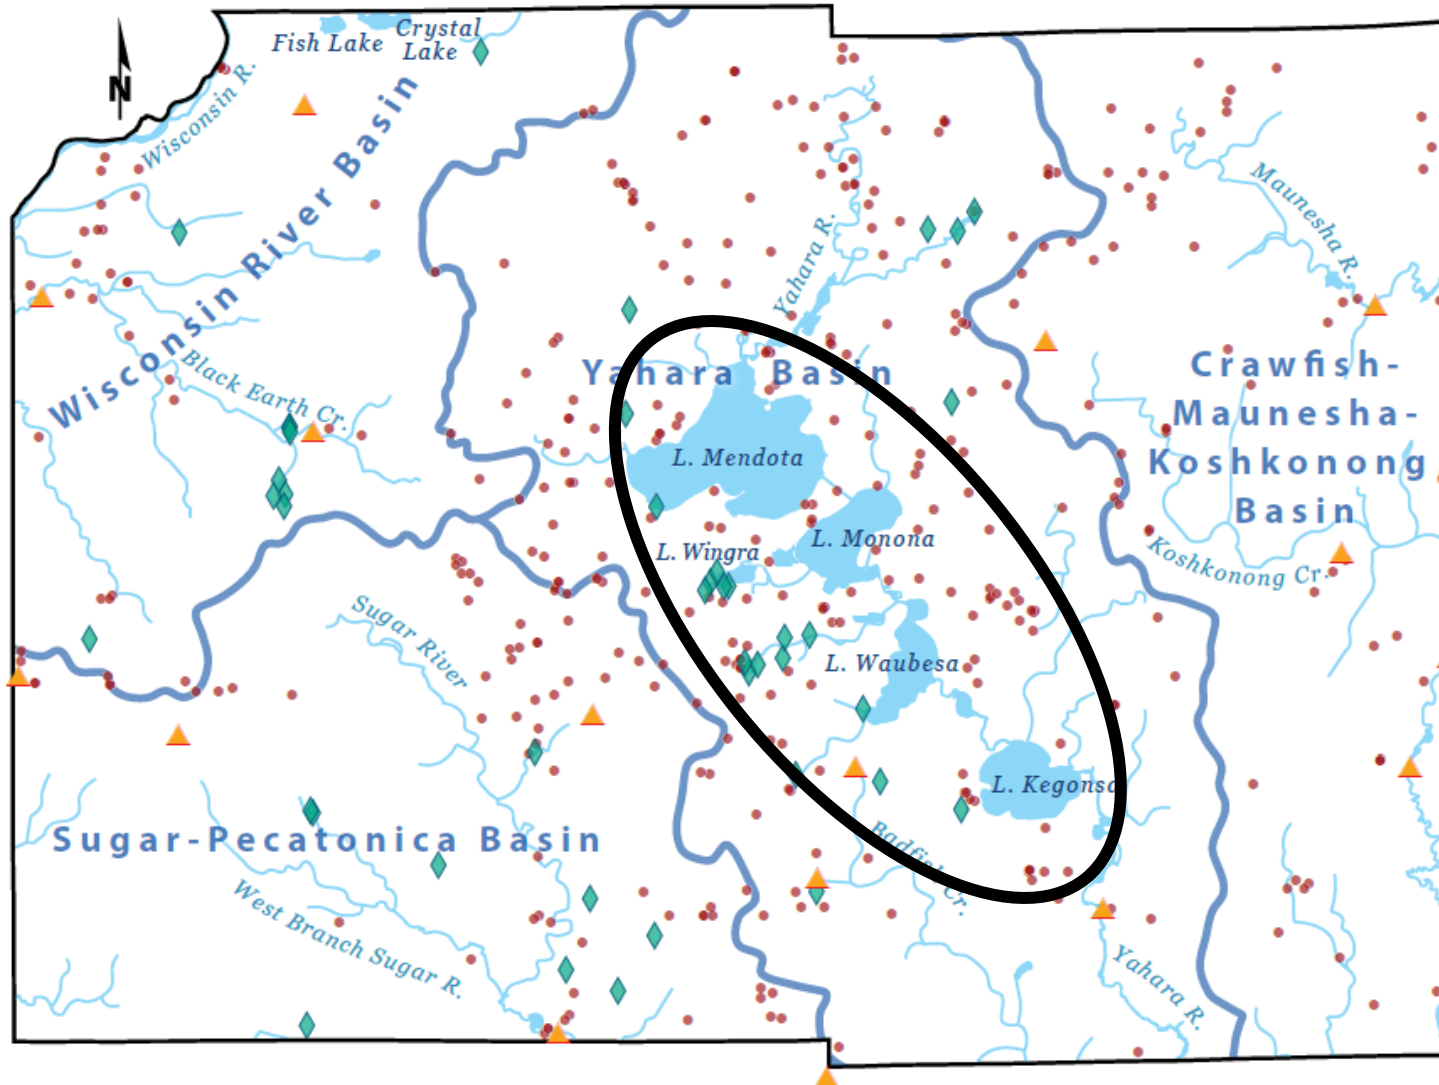 Fish Lake
Crystal
Lake
N
Wisconsin R.
Wisconsin River Basin
Maunesha R.
Yahara R.
Black Earth Cr.
Yahara Basin
Crawfish-
Maunesha-
Koshkonong
Basin
L. Mendota
L. Monona
L. Wingra
Koshkonong Cr.
Sugar River
L. Waubesa
L. Kegonsa
Sugar-Pecatonica Basin
Badfish Cr.
West Branch Sugar R.
Yahara R.